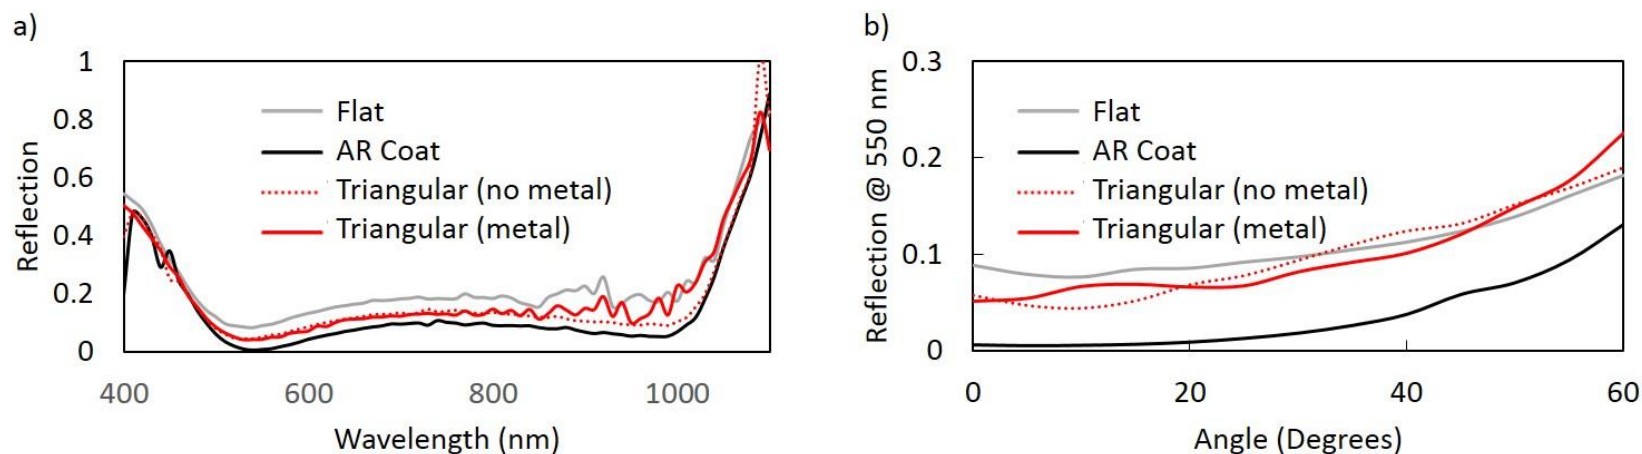 a)
Reflection
1
0.8
0.6
0.4
0.2
0
Flat
AR Coat
Triangular (no metal)
Triangular (metal)
400
600
800
1000
Wavelength (nm)
b)
Reflection @ 550 nm
0.3
0.2
0.1
0
Flat
AR Coat
Triangular (no metal)
Triangular (metal)
0
20
40
60
Angle (Degrees)